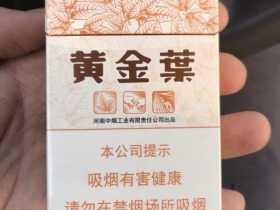 黄金葉
河南中烟工业有限责任公司出品
本公司提示
吸烟有害健康
请勿在禁烟场所吸烟